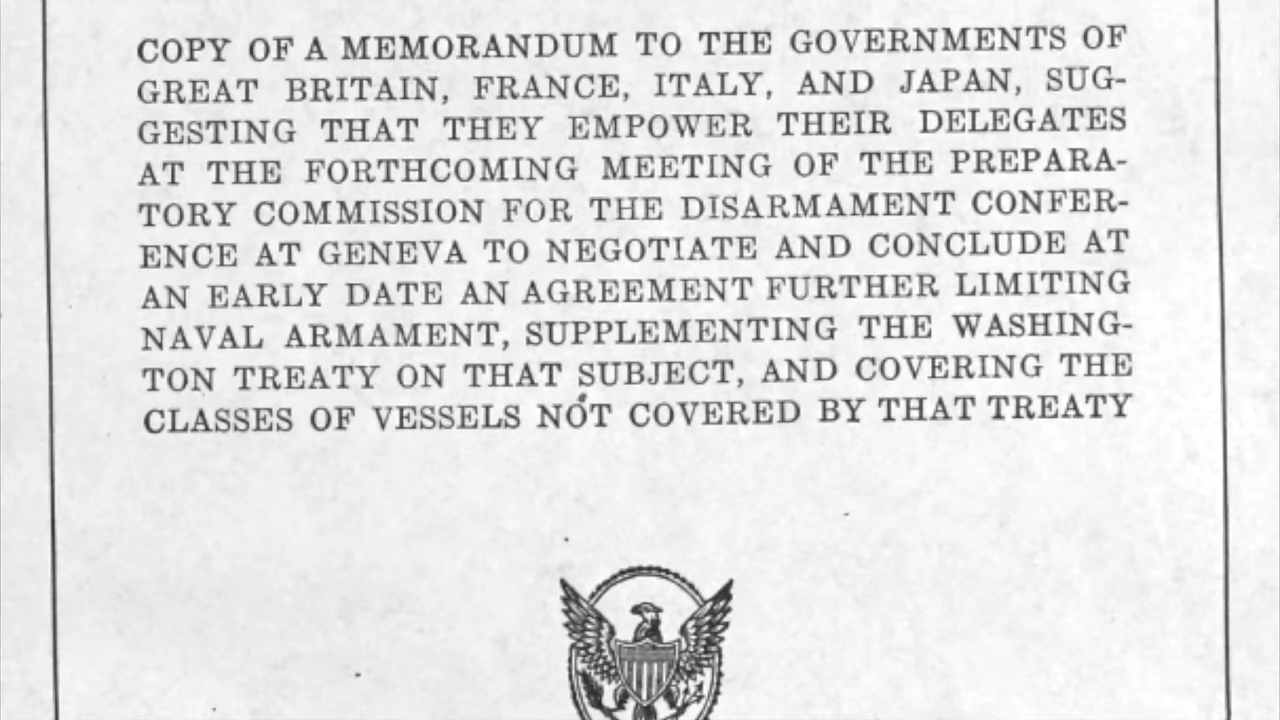 COPY OF A MEMORANDUM TO THE GOVERNMENTS OF
GREAT BRITAIN, FRANCE, ITALY, AND JAPAN, SUG-
GESTING THAT THEY EMPOWER THEIR DELEGATES
AT THE FORTHCOMING MEETING OF THE PREPARA-
TORY COMMISSION FOR THE DISARMAMENT CONFER-
ENCE AT GENEVA TO NEGOTIATE AND CONCLUDE AT
AN EARLY DATE AN AGREEMENT FURTHER LIMITING
NAVAL ARMAMENT, SUPPLEMENTING THE WASHING-
TON TREATY ON THAT SUBJECT, AND COVERING THE
CLASSES OF VESSELS NOT COVERED BY THAT TREATY